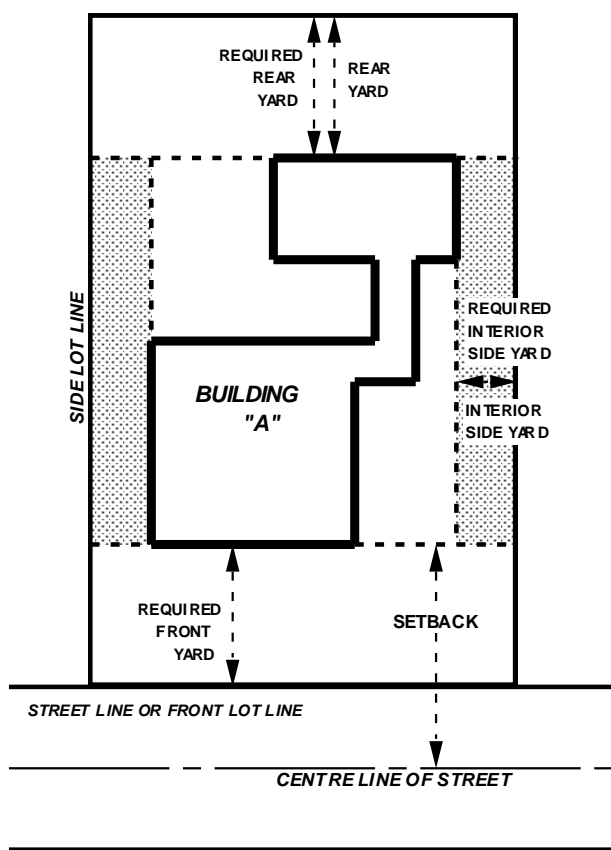 REQUIRED
REAR
YARD
REAR
YARD
SIDE LOT LINE
REQUIRED
INTERIOR
SIDE YARD
BUILDING
"A"
INTERIOR
SIDE YARD
REQUIRED
FRONT
YARD
SETBACK
STREET LINE OR FRONT LOT LINE
CENTRE LINE OF STREET